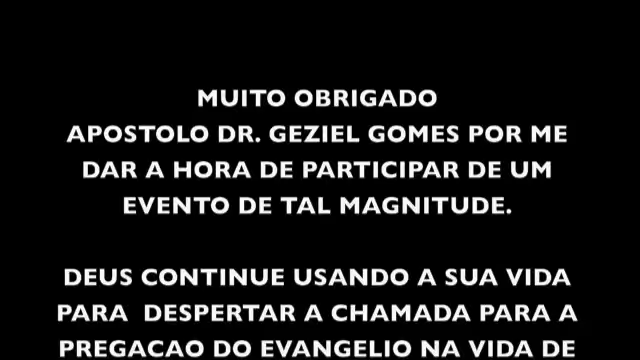 MUITO OBRIGADO
APOSTOLO DR. GEZIEL GOMES POR ME
DAR A HORA DE PARTICIPAR DE UM
EVENTO DE TAL MAGNITUDE.
DEUS CONTINUE USANDO A SUA VIDA
PARA DESPERTAR A CHAMADA PARA A
PREGACAO DO EVANGELIO NA VIDA DE